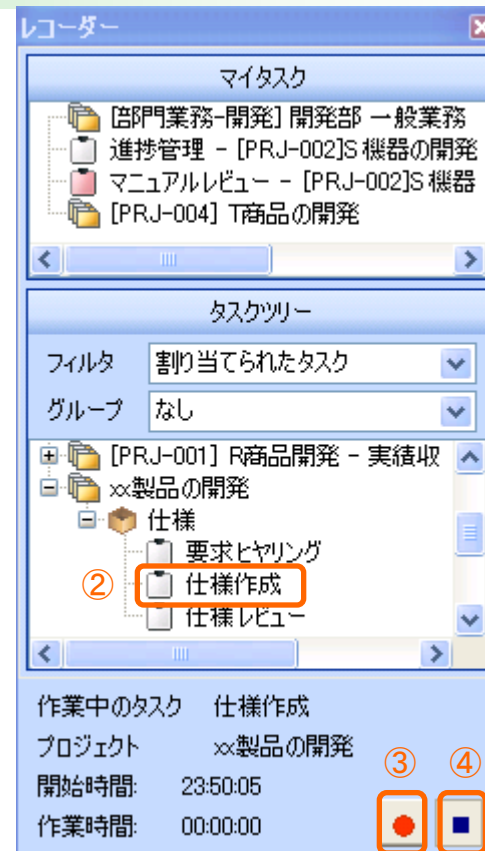 レコーダー
マイタスク
[部門業務-開発] 開発部 一般業務
進捗管理 - [PRJ-002]S機器の開発
マニュアルレビュー - [PRJ-002]S機器
[PRJ-004] T商品の開発
タスクツリー
フィルタ 割り当てられたタスク
グループ なし
[PRJ-001] R商品開発 - 実績収
xx製品の開発
仕様
要求ヒヤリング
② 仕様作成
仕様レビュー
作業中のタスク 仕様作成
プロジェクト xx製品の開発
③ ④
開始時間: 23:50:05
作業時間: 00:00:00